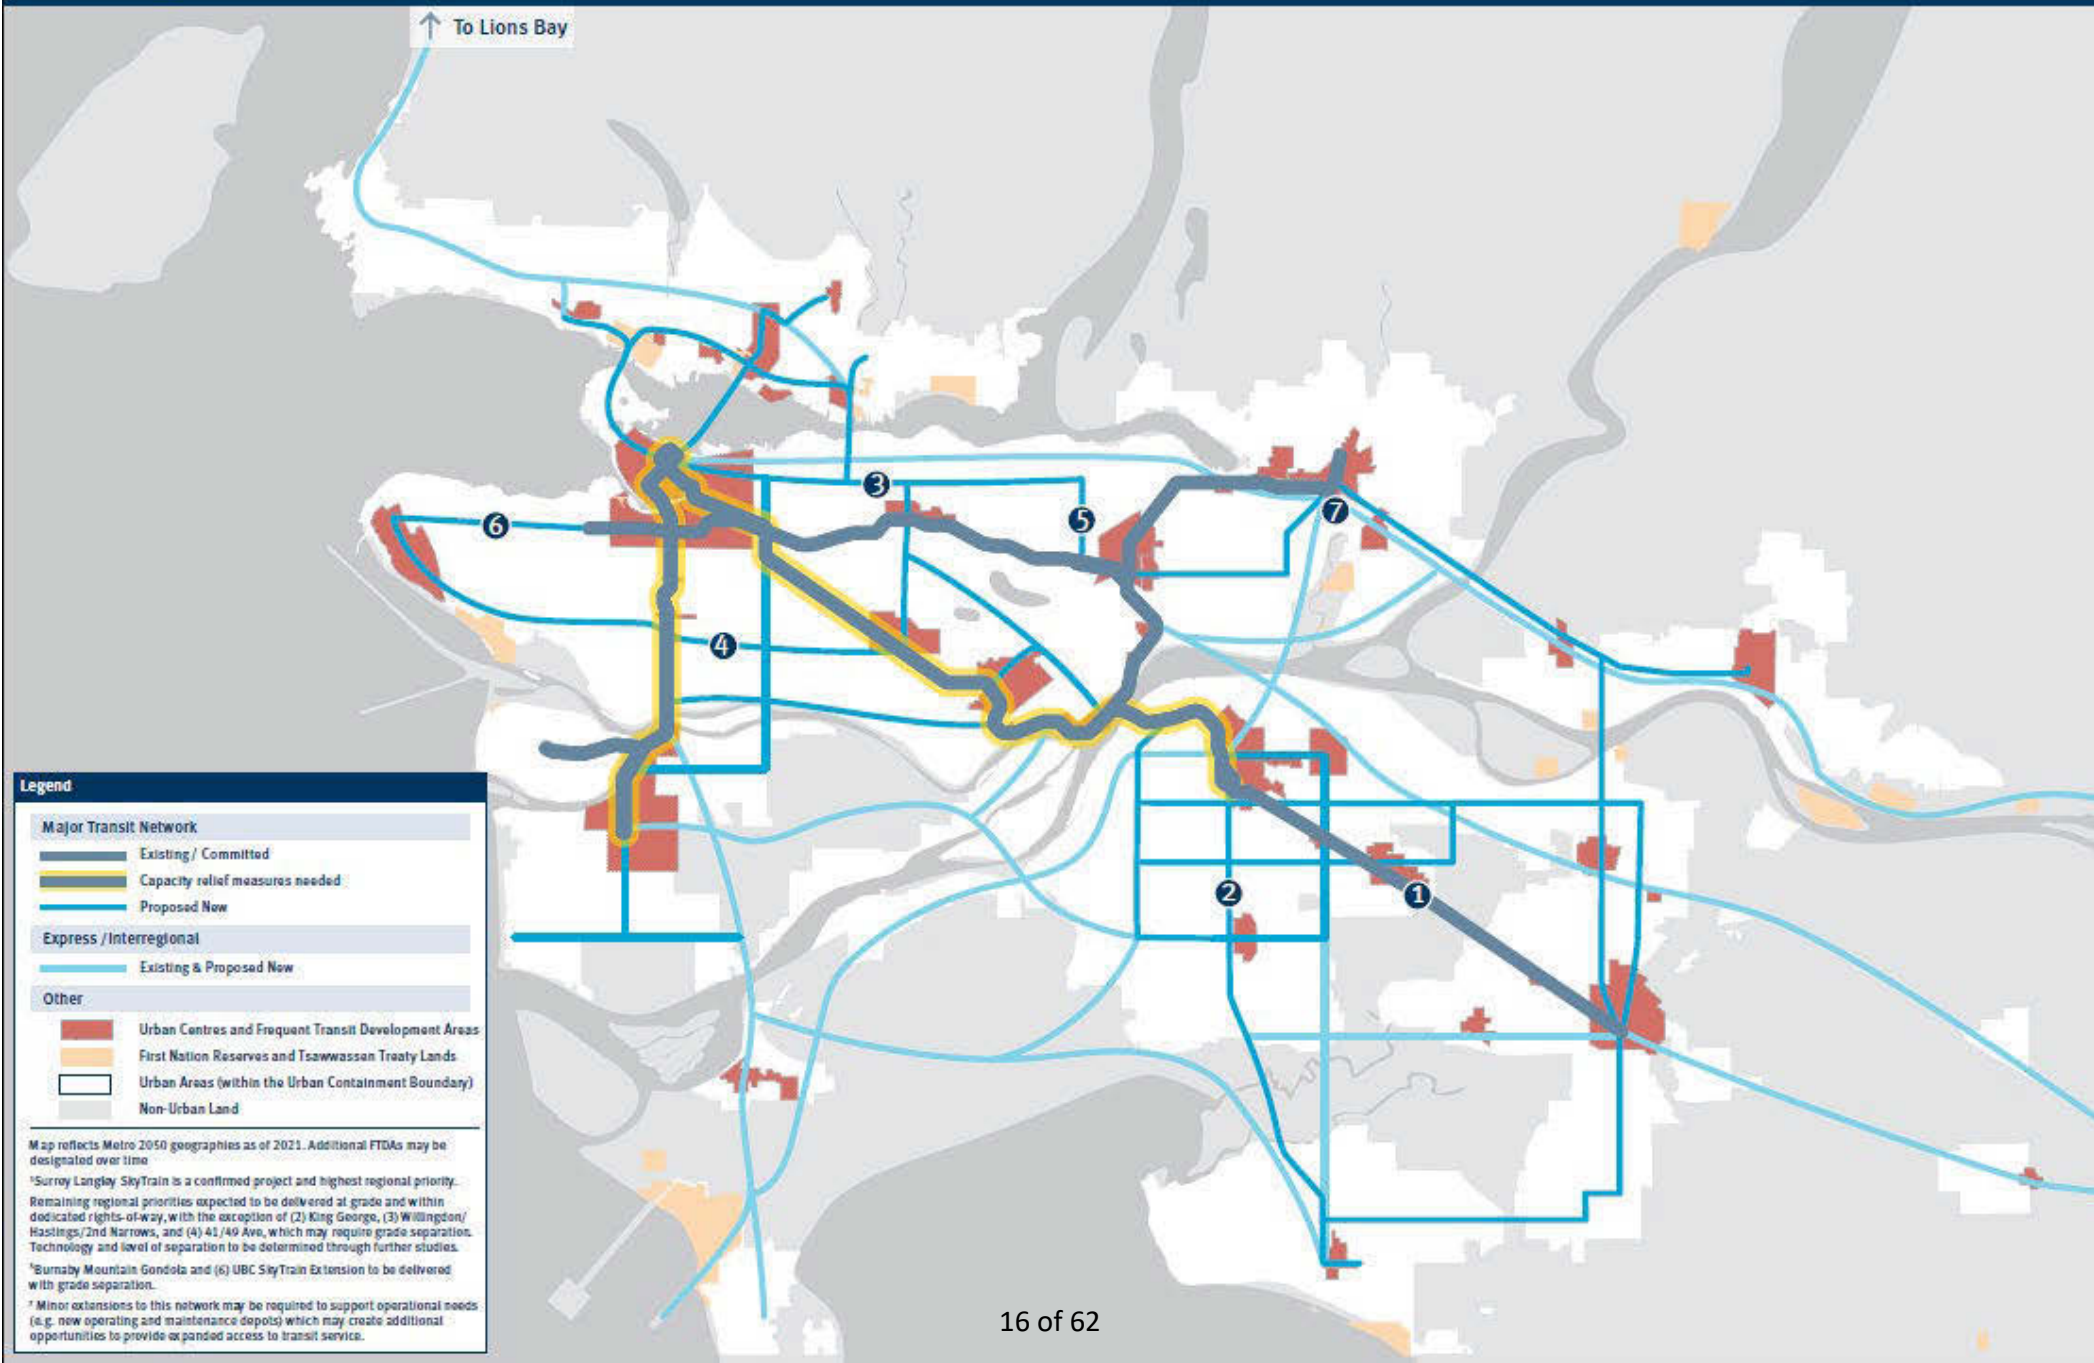 ↑ To Lions Bay
3
6
5
7
4
2
1
Legend
Major Transit Network
Existing / Committed
Capacity relief measures needed
Proposed New
Express / Interregional
Existing & Proposed New
Other
Urban Centres and Frequent Transit Development Areas
First Nation Reserves and Tsawwassen Treaty Lands
Urban Areas (within the Urban Containment Boundary)
Non-Urban Land
Map reflects Metro 2050 geographies as of 2021. Additional FTDAs may be
designated over time
¹Surrey Langley SkyTrain is a confirmed project and highest regional priority.
Remaining regional priorities expected to be delivered at grade and within
dedicated rights-of-way, with the exception of (2) King George, (3) Willingdon/
Hastings/2nd Narrows, and (4) 41/49 Ave, which may require grade separation.
Technology and level of separation to be determined through further studies.
⁵Burnaby Mountain Gondola and (6) UBC SkyTrain Extension to be delivered
with grade separation.
⁷ Minor extensions to this network may be required to support operational needs
(e.g. new operating and maintenance depots) which may create additional
opportunities to provide expanded access to transit service.
16 of 62